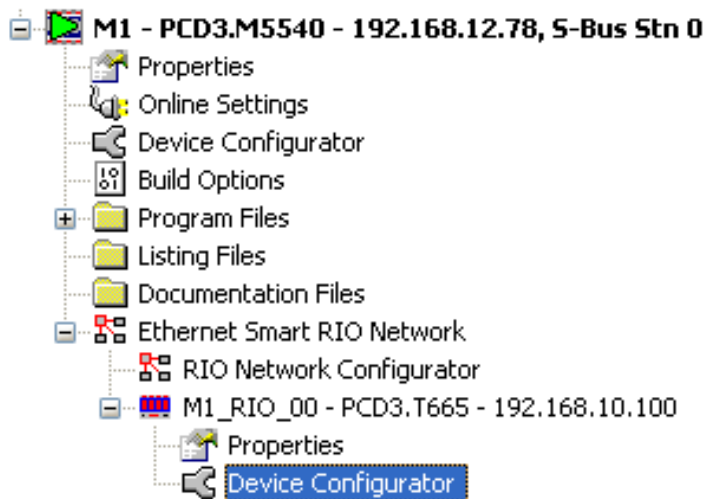 M1 - PCD3.M5540 - 192.168.12.78, S-Bus Stn 0
Properties
Online Settings
Device Configurator
Build Options
Program Files
Listing Files
Documentation Files
Ethernet Smart RIO Network
RIO Network Configurator
M1_RIO_00 - PCD3.T665 - 192.168.10.100
Properties
Device Configurator